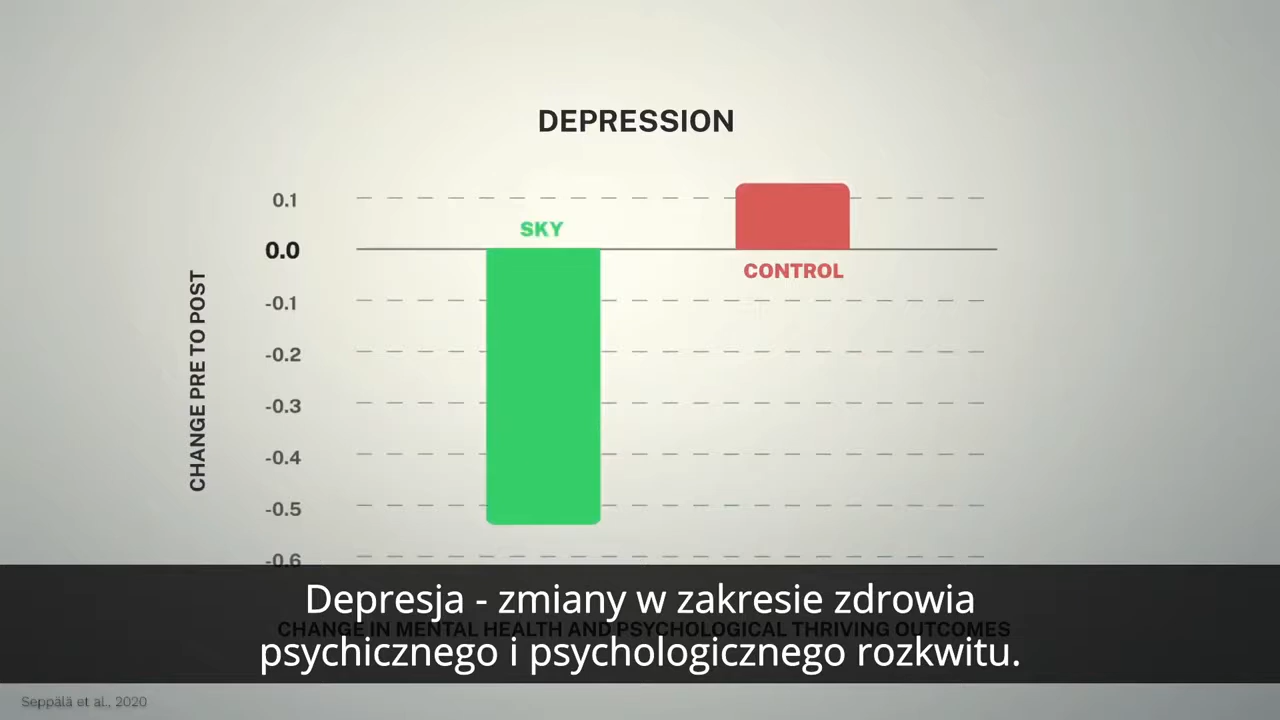 DEPRESSION
0.1
SKY
0.0
CONTROL
-0.1
-0.2
-0.3
-0.4
-0.5
-0.6
CHANGE PRE TO POST
Depresja - zmiany w zakresie zdrowia
CHANGE IN MENTAL HEALTH AND PSYCHOLOGICAL THRIVING OUTCOMES
psychicznego i psychologicznego rozkwitu.
Seppälä et al., 2020